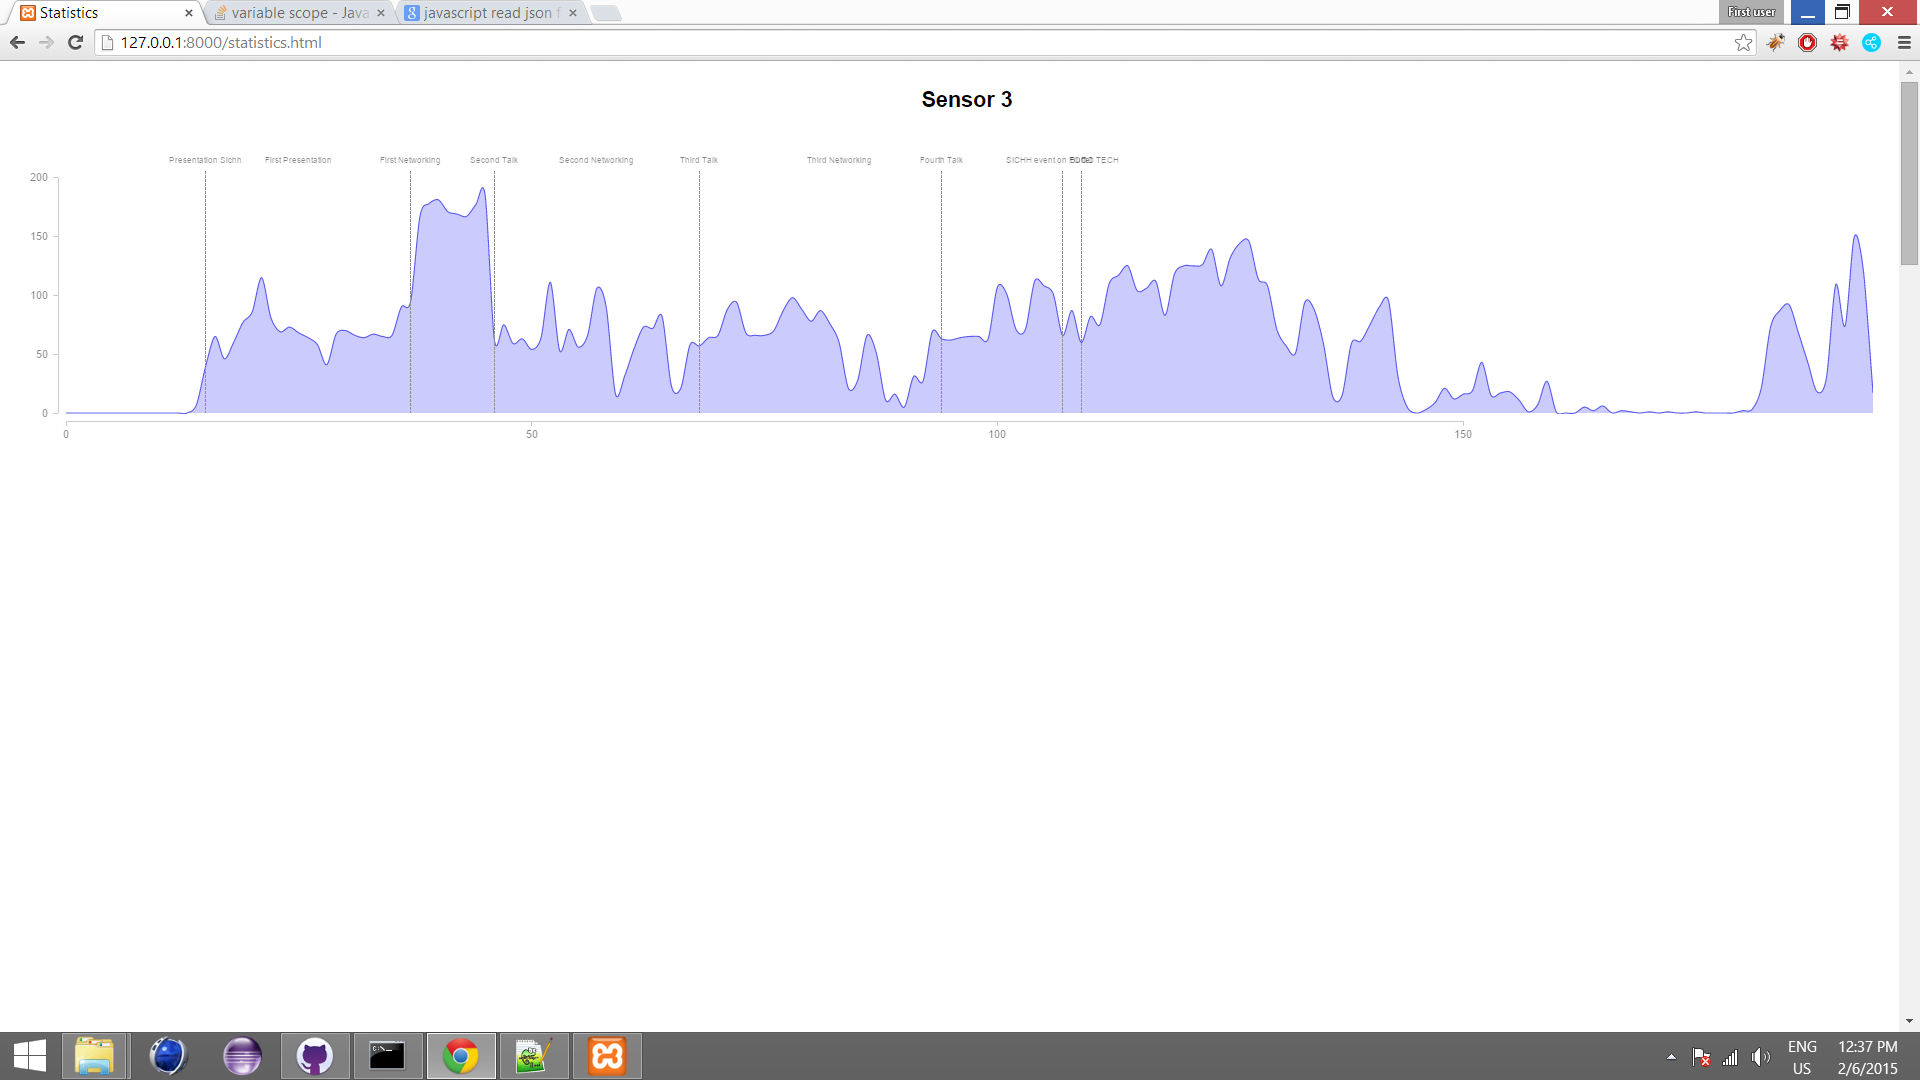 Statistics
variable scope - Java
javascript read json f
First user
127.0.0.1:8000/statistics.html
Sensor 3
Presentation Sichh
First Presentation
First Networking
Second Talk
Second Networking
Third Talk
Third Networking
Fourth Talk
SICHH event on
TECH
200
150
100
50
0
0
50
100
150
ENG
US
12:37 PM
2/6/2015